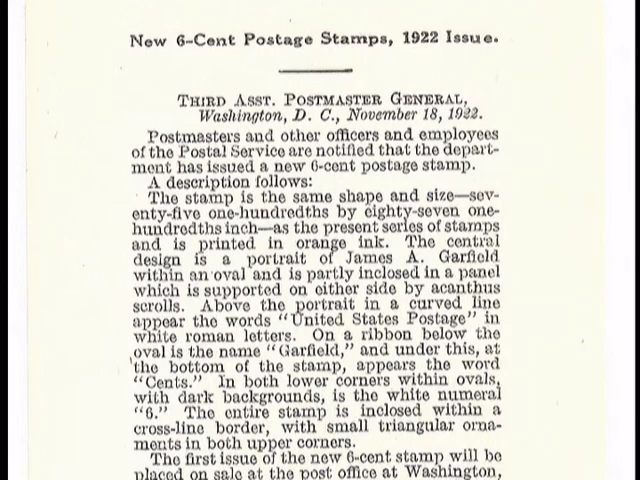 New 6-Cent Postage Stamps, 1922 Issue.
THIRD ASST. POSTMASTER GENERAL,
Washington, D. C., November 18, 1922.
Postmasters and other officers and employees
of the Postal Service are notified that the depart-
ment has issued a new 6-cent postage stamp.
A description follows:
The stamp is the same shape and size—sev-
enty-five one-hundredths by eighty-seven one-
hundredths inch—as the present series of stamps
and is printed in orange ink. The central
design is a portrait of James A. Garfield
within an oval and is partly inclosed in a panel
which is supported on either side by acanthus
scrolls. Above the portrait in a curved line
appear the words "United States Postage" in
white roman letters. On a ribbon below the
oval is the name "Garfield," and under this, at
the bottom of the stamp, appears the word
"Cents." In both lower corners within ovals,
with dark backgrounds, is the white numeral
"6." The entire stamp is inclosed within a
cross-line border, with small triangular orna-
ments in both upper corners.
The first issue of the new 6-cent stamp will be
placed on sale at the post office at Washington,